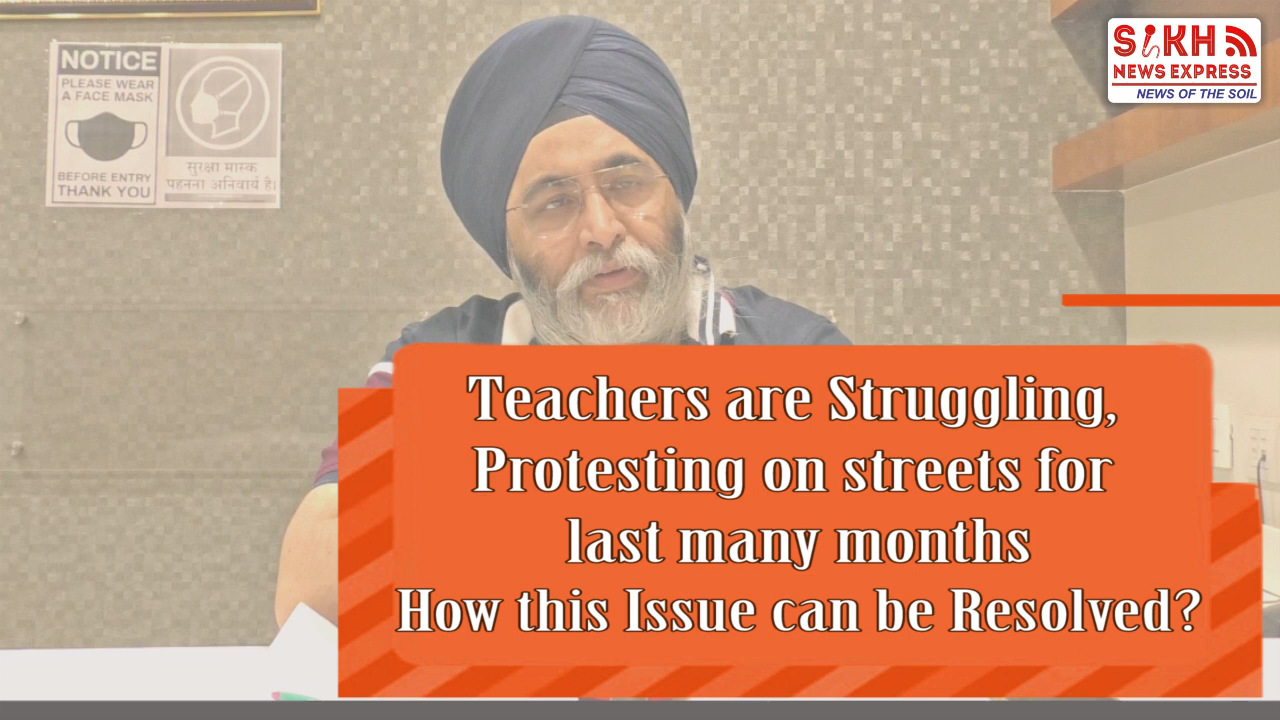 NOTICE
PLEASE WEAR
A FACE MASK
BEFORE ENTRY
THANK YOU
सुरक्षा मास्क
पहनना अनिवार्य है।
SIKH
NEWS EXPRESS
NEWS OF THE SOIL
Teachers are Struggling,
Protesting on streets for
last many months
How this Issue can be Resolved?